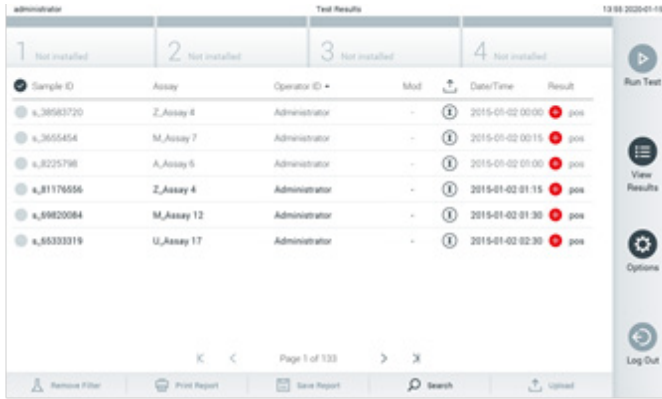 administrator Test Results 13:55 2020-01-15
1 Not installed 2 Not installed 3 Not installed 4 Not installed
Run Test
Sample ID Assay Operator ID Mod Date/Time Result
s_38583720 Z_Assay 4 Administrator - 2015-01-02 00:00 pos
s_3655454 M_Assay 7 Administrator - 2015-01-02 00:15 pos
s_8225798 A_Assay 6 Administrator - 2015-01-02 01:00 pos
s_81176556 Z_Assay 4 Administrator - 2015-01-02 01:15 pos
s_69820084 M_Assay 12 Administrator - 2015-01-02 01:30 pos
s_65333319 U_Assay 17 Administrator - 2015-01-02 02:30 pos
View
Results
Options
Page 1 of 133
Log Out
Remove Filter Print Report Save Report Search Upload